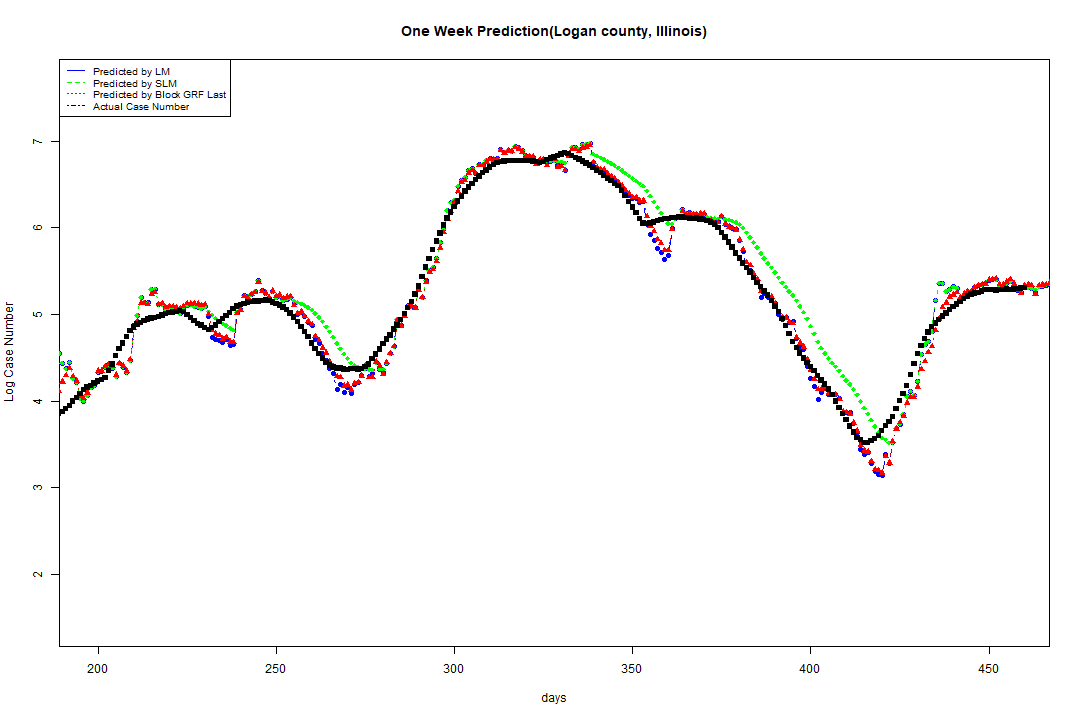 One Week Prediction(Logan county, Illinois)
Predicted by LM
Predicted by SLM
Predicted by Block GRF Last
Actual Case Number
Log Case Number
7
6
5
4
3
2
200 250 300 350 400 450
days